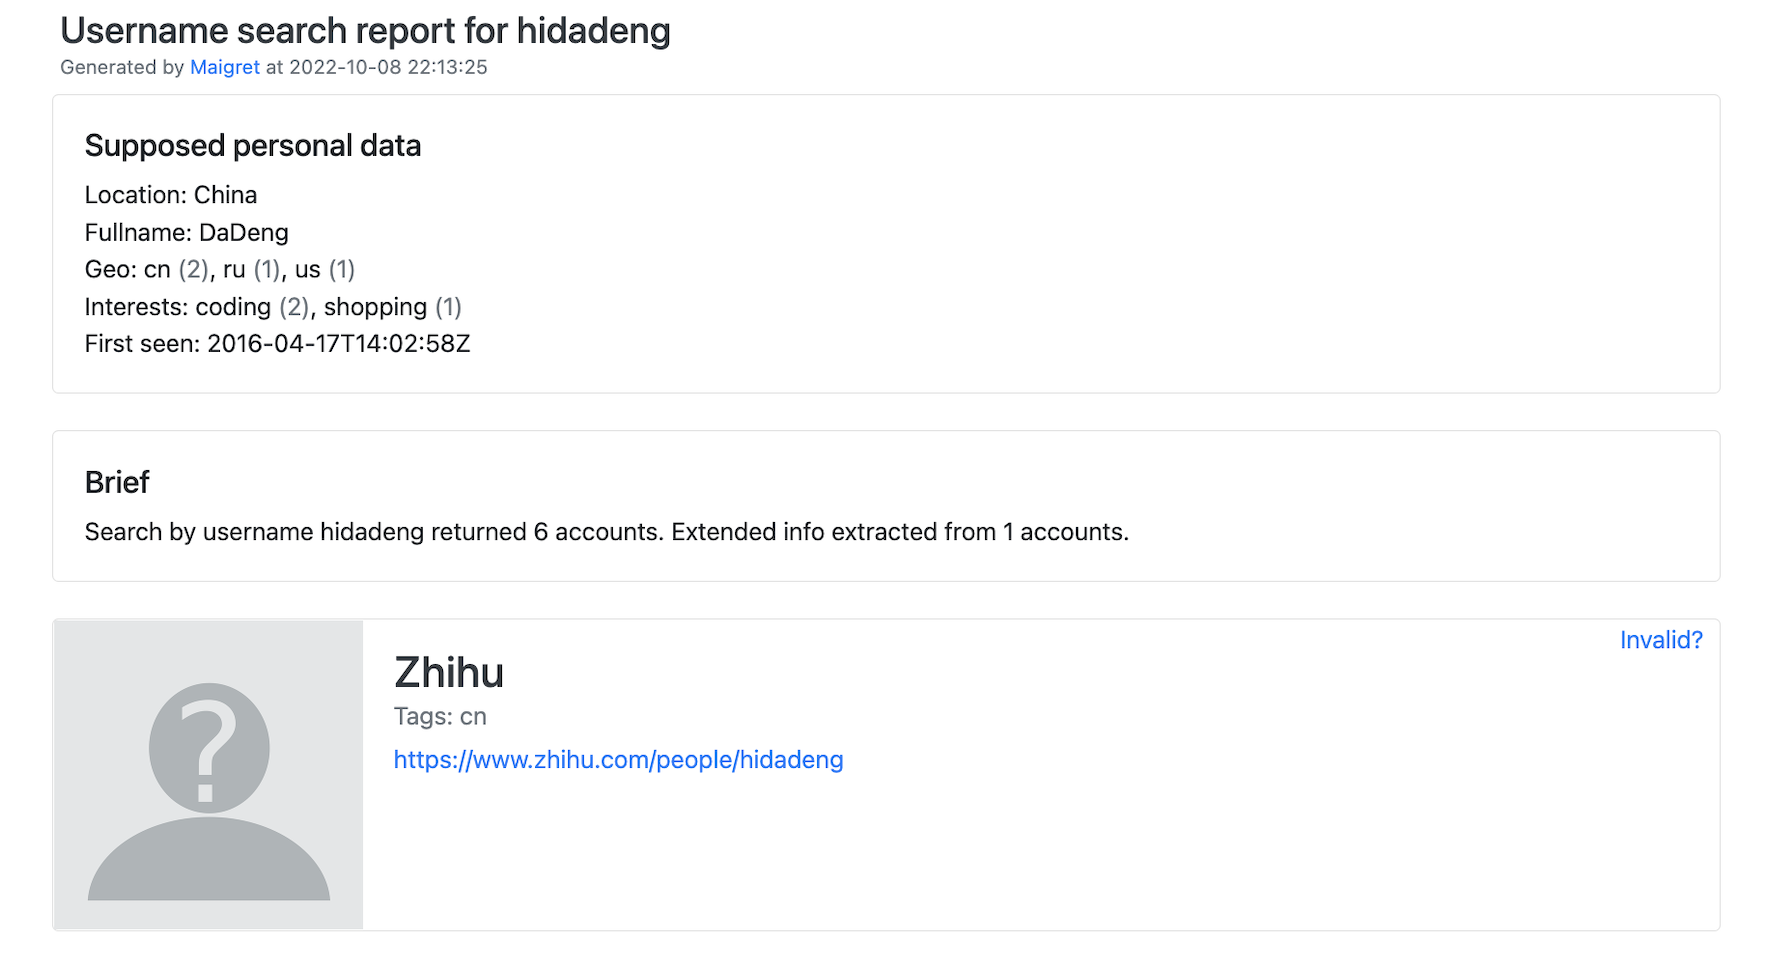 Username search report for hidadeng
Generated by Maigret at 2022-10-08 22:13:25
Supposed personal data
Location: China
Fullname: DaDeng
Geo: cn (2), ru (1), us (1)
Interests: coding (2), shopping (1)
First seen: 2016-04-17T14:02:58Z
Brief
Search by username hidadeng returned 6 accounts. Extended info extracted from 1 accounts.
Invalid?
Zhihu
Tags: cn
https://www.zhihu.com/people/hidadeng